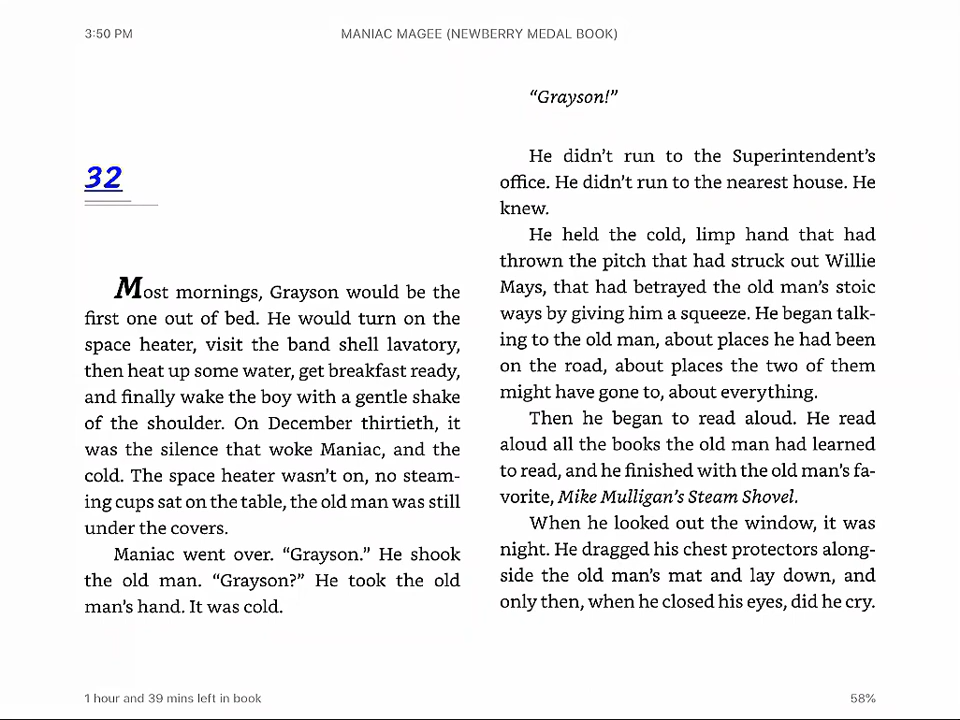 3:50 PM
MANIAC MAGEE (NEWBERRY MEDAL BOOK)
32
Most mornings, Grayson would be the
first one out of bed. He would turn on the
space heater, visit the band shell lavatory,
then heat up some water, get breakfast ready,
and finally wake the boy with a gentle shake
of the shoulder. On December thirtieth, it
was the silence that woke Maniac, and the
cold. The space heater wasn’t on, no steam-
ing cups sat on the table, the old man was still
under the covers.
Maniac went over. “Grayson.” He shook
the old man. “Grayson?” He took the old
man’s hand. It was cold.
“Grayson!”
He didn’t run to the Superintendent’s
office. He didn’t run to the nearest house. He
knew.
He held the cold, limp hand that had
thrown the pitch that had struck out Willie
Mays, that had betrayed the old man’s stoic
ways by giving him a squeeze. He began talk-
ing to the old man, about places he had been
on the road, about places the two of them
might have gone to, about everything.
Then he began to read aloud. He read
aloud all the books the old man had learned
to read, and he finished with the old man’s fa-
vorite, Mike Mulligan’s Steam Shovel.
When he looked out the window, it was
night. He dragged his chest protectors along-
side the old man’s mat and lay down, and
only then, when he closed his eyes, did he cry.
1 hour and 39 mins left in book
58%